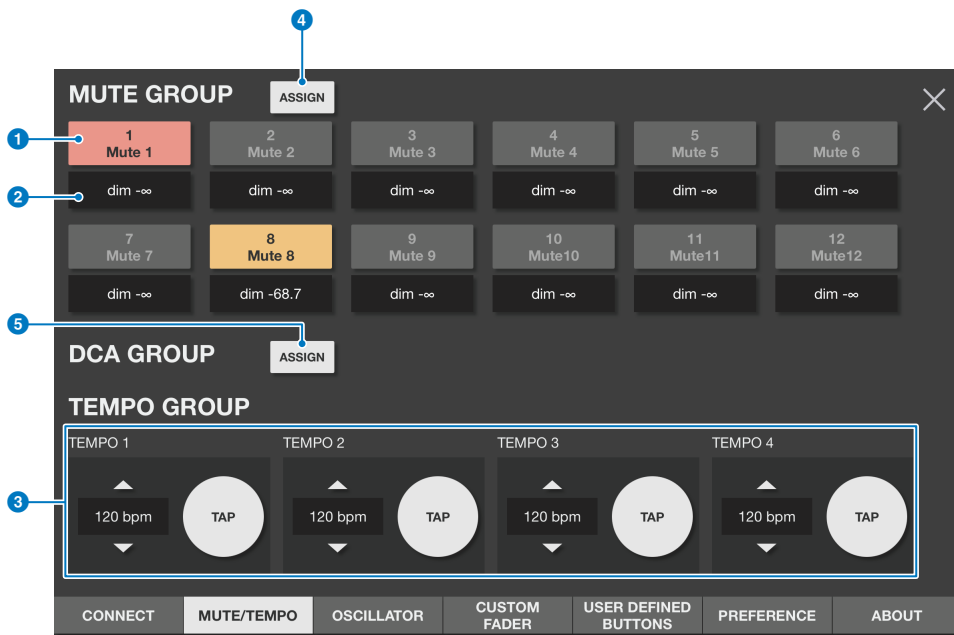 4
MUTE GROUP ASSIGN
1
1 2 3 4 5 6
Mute 1 Mute 2 Mute 3 Mute 4 Mute 5 Mute 6
2
dim -∞ dim -∞ dim -∞ dim -∞ dim -∞ dim -∞
7 8 9 10 11 12
Mute 7 Mute 8 Mute 9 Mute10 Mute11 Mute12
dim -∞ dim -68.7 dim -∞ dim -∞ dim -∞ dim -∞
5
DCA GROUP ASSIGN
TEMPO GROUP
TEMPO 1 TEMPO 2 TEMPO 3 TEMPO 4
3
120 bpm TAP 120 bpm TAP 120 bpm TAP 120 bpm TAP
CONNECT MUTE/TEMPO OSCILLATOR CUSTOM FADER USER DEFINED BUTTONS PREFERENCE ABOUT